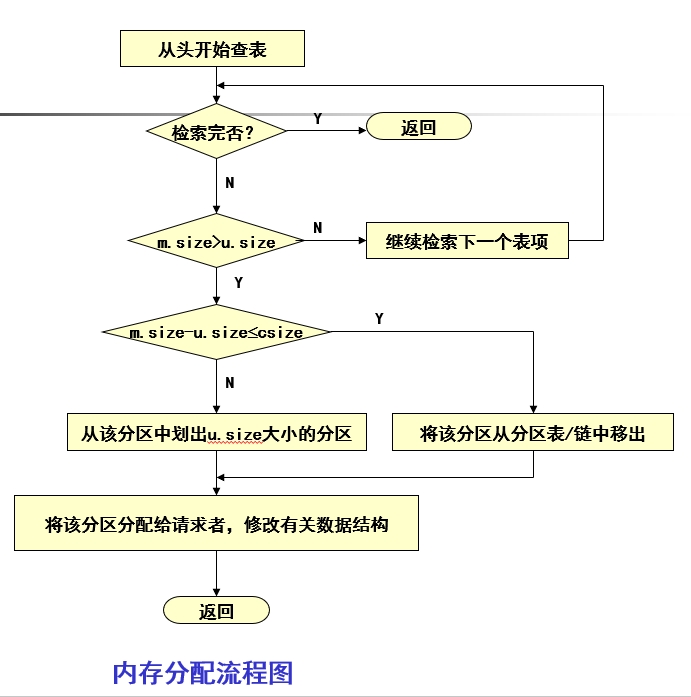 从头开始查表
检索完否?
Y
返回
N
m.size>u.size
N
继续检索下一个表项
Y
m.size-u.size≤csize
Y
N
从该分区中划出u.size大小的分区
将该分区从分区表/链中移出
将该分区分配给请求者，修改有关数据结构
返回
内存分配流程图